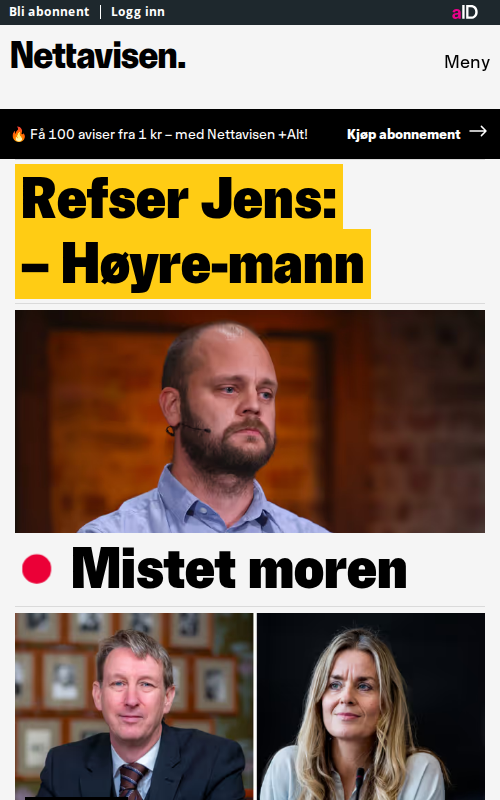 Bli abonnent | Logg inn
aID
Nettavisen.
Meny
🔥 Få 100 aviser fra 1 kr – med Nettavisen +Alt!
Kjøp abonnement →
Refser Jens:
– Høyre-mann
Mistet moren